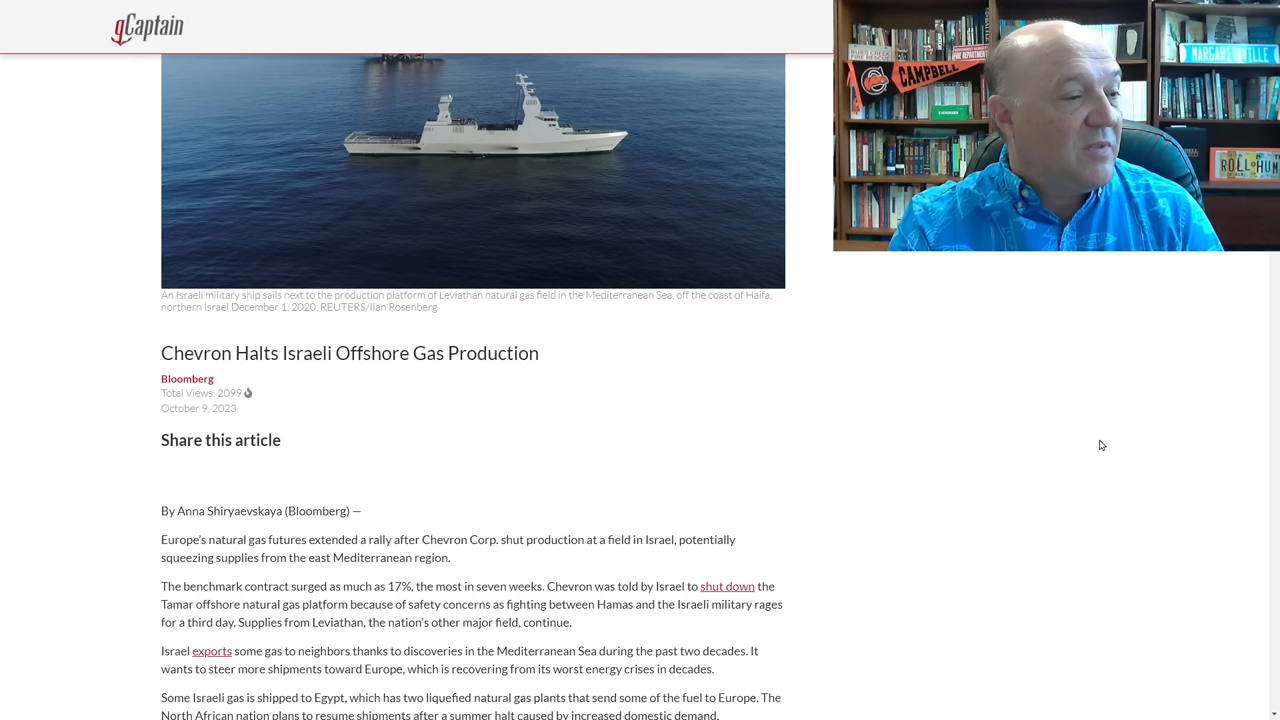 gCaptain
CAMPBELL
MARGARITAVILLE
An Israeli military ship sails next to the production platform of Leviathan natural gas field in the Mediterranean Sea, off the coast of Haifa,
northern Israel December 1, 2020. REUTERS/Ilan Rosenberg
Chevron Halts Israeli Offshore Gas Production
Bloomberg
Total Views: 2099
October 9, 2023
Share this article
By Anna Shiryaevskaya (Bloomberg) —
Europe's natural gas futures extended a rally after Chevron Corp. shut production at a field in Israel, potentially
squeezing supplies from the east Mediterranean region.
The benchmark contract surged as much as 17%, the most in seven weeks. Chevron was told by Israel to shut down the
Tamar offshore natural gas platform because of safety concerns as fighting between Hamas and the Israeli military rages
for a third day. Supplies from Leviathan, the nation's other major field, continue.
Israel exports some gas to neighbors thanks to discoveries in the Mediterranean Sea during the past two decades. It
wants to steer more shipments toward Europe, which is recovering from its worst energy crises in decades.
Some Israeli gas is shipped to Egypt, which has two liquefied natural gas plants that send some of the fuel to Europe. The
North African nation plans to resume shipments after a summer halt caused by increased domestic demand.